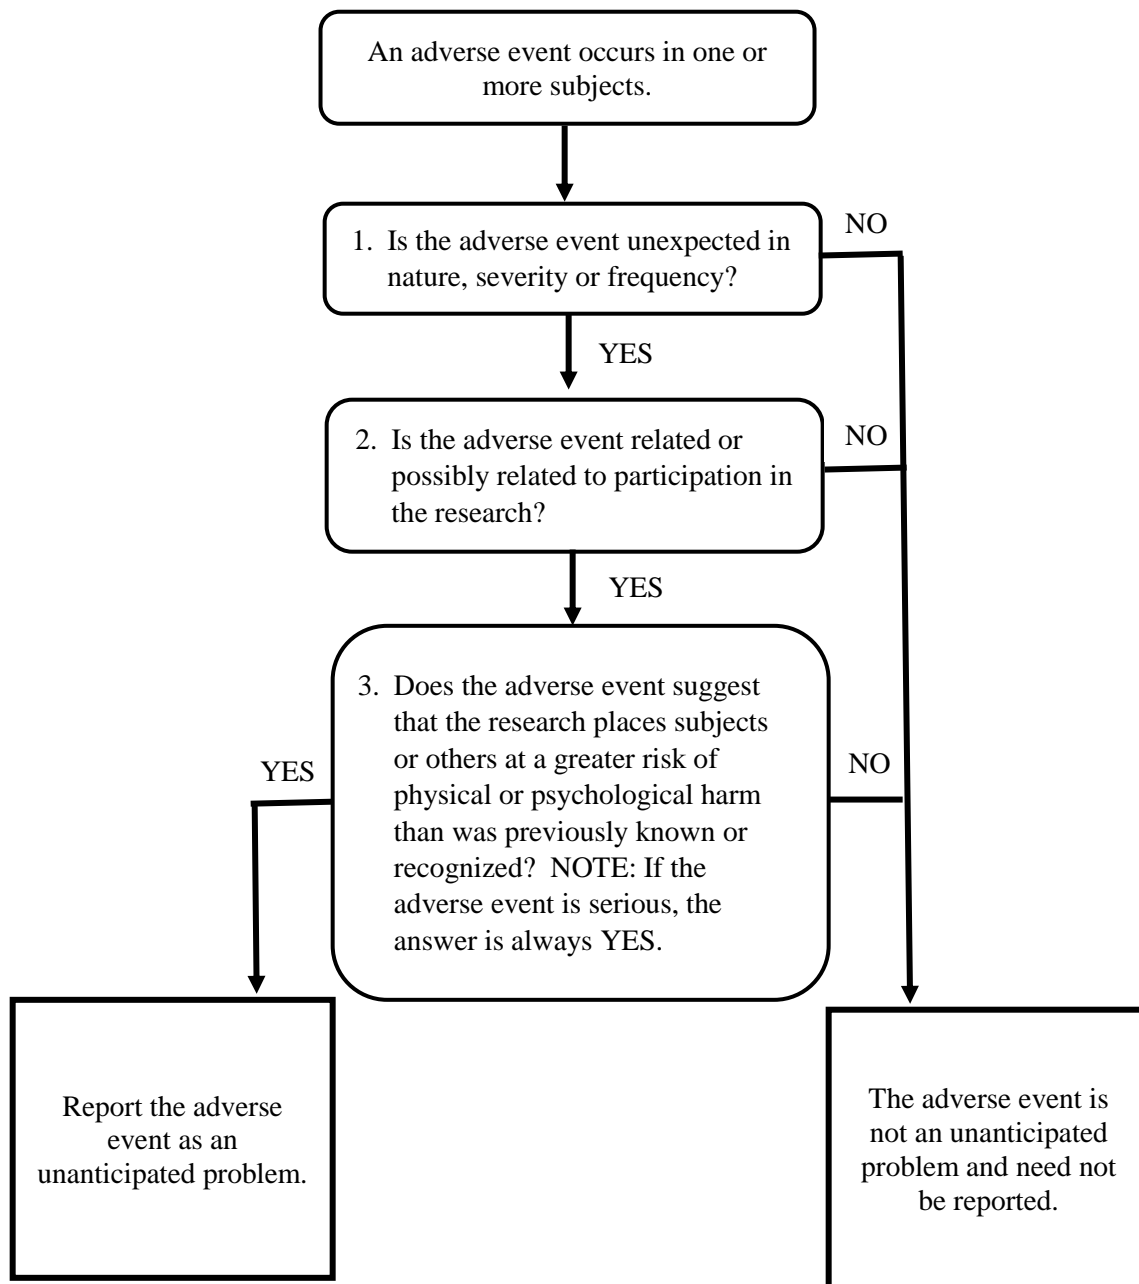 An adverse event occurs in one or
more subjects.
NO
1. Is the adverse event unexpected in
nature, severity or frequency?
YES
NO
2. Is the adverse event related or
possibly related to participation in
the research?
YES
3. Does the adverse event suggest
that the research places subjects
or others at a greater risk of
physical or psychological harm
than was previously known or
recognized?  NOTE: If the
adverse event is serious, the
answer is always YES.
YES
NO
Report the adverse
event as an
unanticipated problem.
The adverse event is
not an unanticipated
problem and need not
be reported.